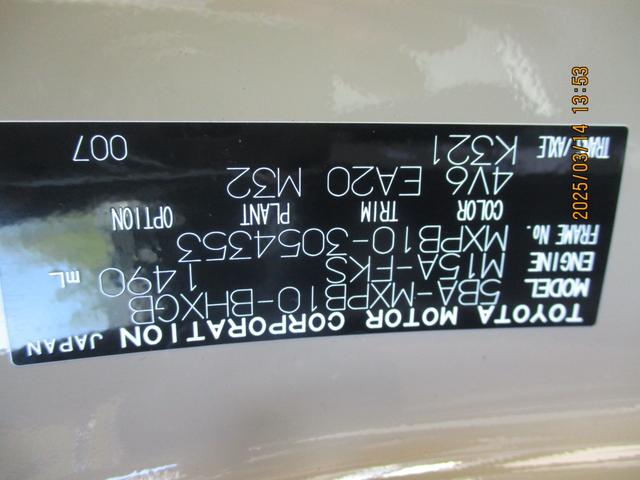 TOYOTA MOTOR CORPORATION JAPAN
MODEL 5BA-MXPB10-BHXGB
ENGINE M15A-FKS 1490 mL
FRAME No. MXPB10-3054353
COLOR TRIM PLANT OPTION
4V6 EA20 M32
TRANS./AXLE K321 007
2025/03/14 13:53